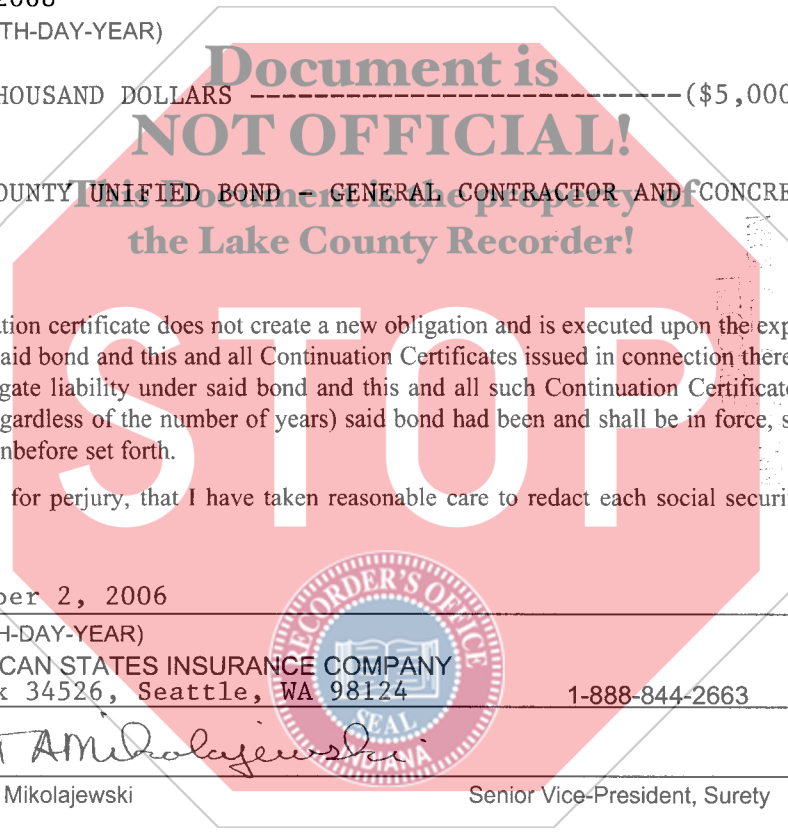 2008
TH-DAY-YEAR)
Document is
HOUSAND DOLLARS --------------------------($5,000
NOT OFFICIAL!
OUNTY UNIFIED BOND - GENERAL CONTRACTOR AND CONCRE
This Document is the property of
the Lake County Recorder!
tion certificate does not create a new obligation and is executed upon the exp
aid bond and this and all Continuation Certificates issued in connection there
gate liability under said bond and this and all such Continuation Certificate
gardless of the number of years) said bond had been and shall be in force, s
nbefore set forth.
STOP
for perjury, that I have taken reasonable care to redact each social securi
ber 2, 2006
H-DAY-YEAR)
CAN STATES INSURANCE COMPANY
x 34526, Seattle, WA 98124 1-888-844-2663
RECORDER'S OFFICE
SEAL
INDIANA
T A Mikolajewski
Mikolajewski Senior Vice-President, Surety